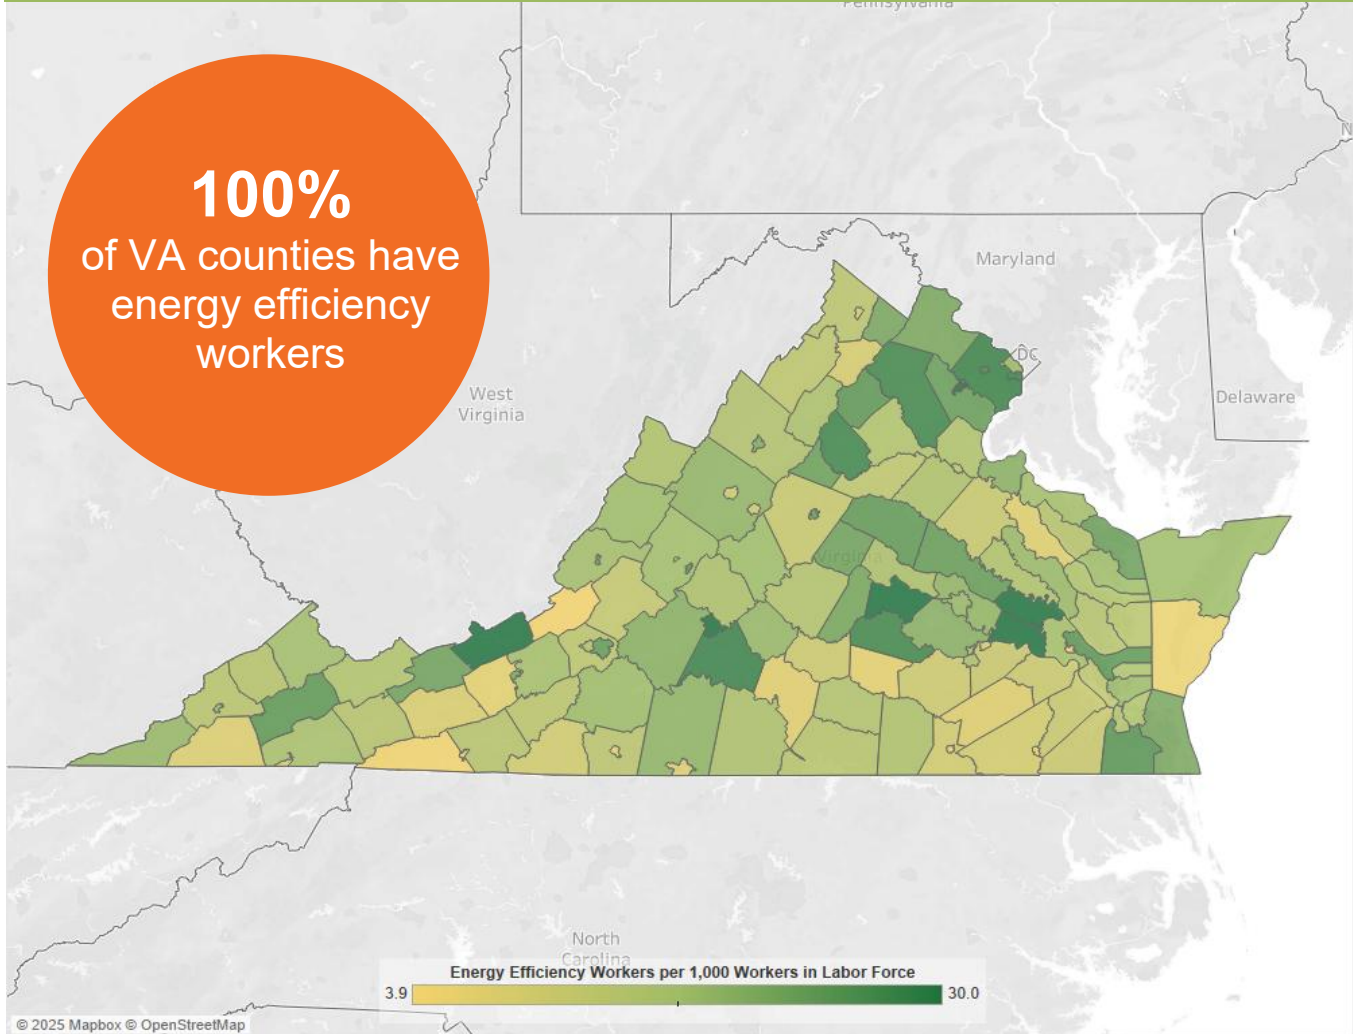 Pennsylvania
100%
of VA counties have
energy efficiency
workers
Maryland
DC
West
Virginia
Delaware
Virginia
North
Carolina
Energy Efficiency Workers per 1,000 Workers in Labor Force
3.9
30.0
© 2025 Mapbox © OpenStreetMap